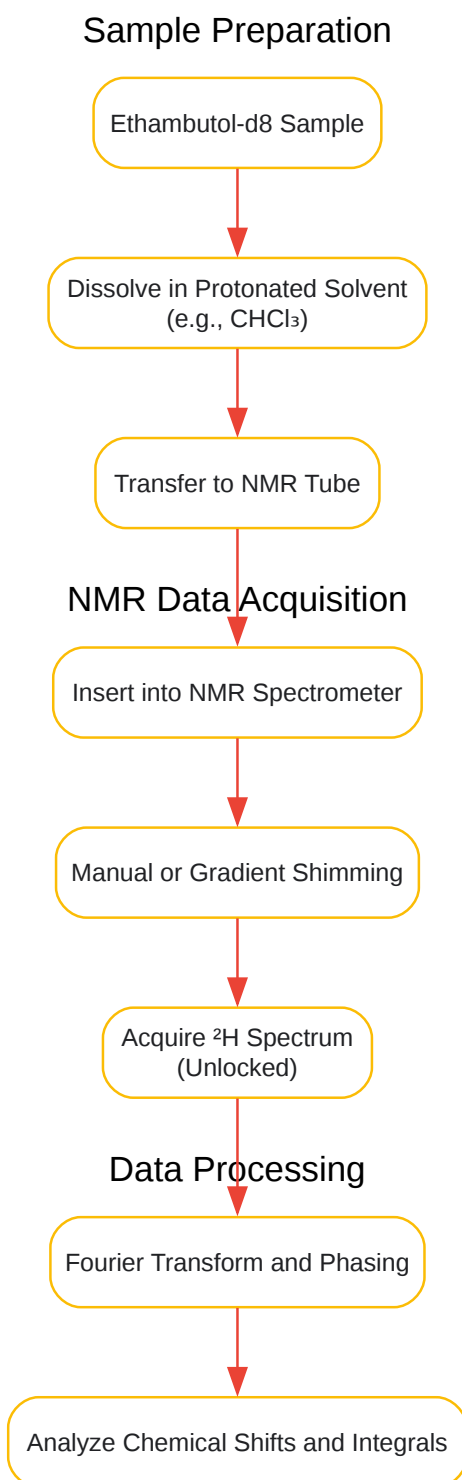 Sample Preparation
Ethambutol-d8 Sample
Dissolve in Protonated Solvent
(e.g., CHCl₃)
Transfer to NMR Tube
NMR Data Acquisition
Insert into NMR Spectrometer
Manual or Gradient Shimming
Acquire ²H Spectrum
(Unlocked)
Data Processing
Fourier Transform and Phasing
Analyze Chemical Shifts and Integrals